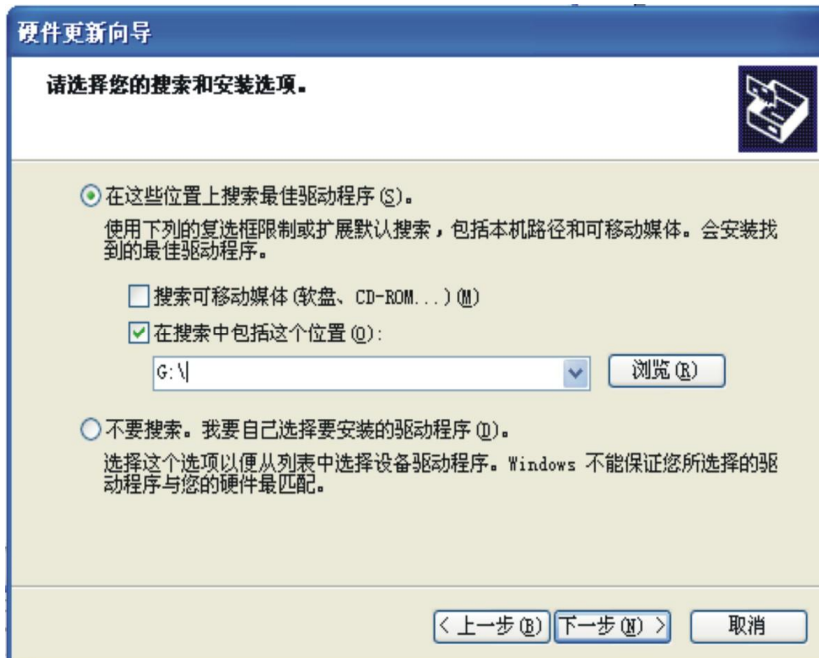 硬件更新向导
请选择您的搜索和安装选项。
在这些位置上搜索最佳驱动程序(S)。
使用下列的复选框限制或扩展默认搜索，包括本机路径和可移动媒体。会安装找
到的最佳驱动程序。
搜索可移动媒体(软盘、CD-ROM...)(M)
在搜索中包括这个位置(O):
G:\
浏览(R)
不要搜索。我要自己选择要安装的驱动程序(D)。
选择这个选项以便从列表中选择设备驱动程序。Windows 不能保证您所选择的驱
动程序与您的硬件最匹配。
< 上一步(B) 下一步(N) > 取消